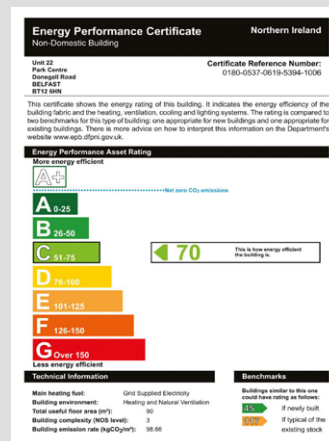 Energy Performance Certificate
Northern Ireland
Non-Domestic Building
Unit 22
Park Centre
Donegall Road
BELFAST
BT12 6HN
Certificate Reference Number:
0180-0537-0619-5394-1006
This certificate shows the energy rating of this building. It indicates the energy efficiency of the
building fabric and the heating, ventilation, cooling and lighting systems. The rating is compared to
two benchmarks for this type of building: one appropriate for new buildings and one appropriate for
existing buildings. There is more advice on how to interpret this information on the Department's
website www.epb.dfpni.gov.uk.
Energy Performance Asset Rating
More energy efficient
A+
Net zero CO₂ emissions
A 0-25
B 26-50
C 51-75
70
This is how energy efficient
the building is.
D 76-100
E 101-125
F 126-150
G Over 150
Less energy efficient
Technical Information
Main heating fuel: Grid Supplied Electricity
Building environment: Heating and Natural Ventilation
Total useful floor area (m²): 90
Building complexity (NOS level): 3
Building emission rate (kgCO₂/m²): 98.66
Benchmarks
Buildings similar to this one
could have rating as follows:
45 If newly built
If typical of the
existing stock